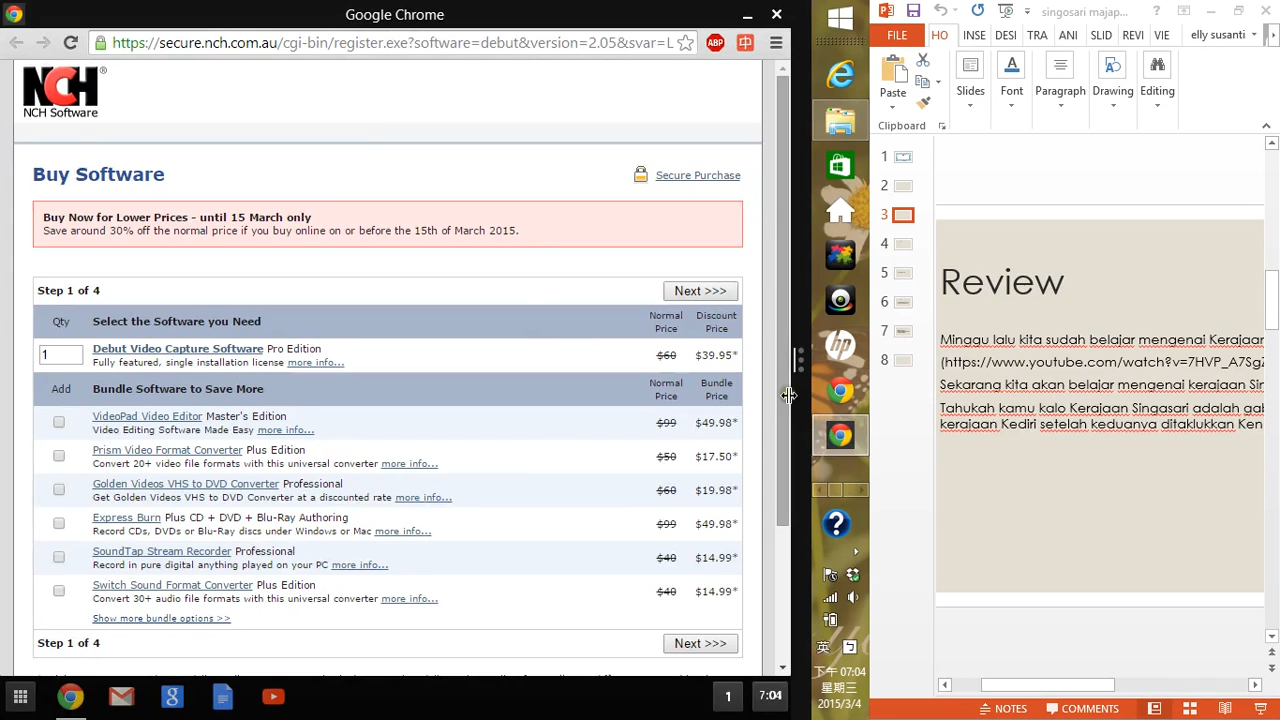 Google Chrome
https://secure.nch.com.au/cgi-bin/register.exe?software=debut&version=2.05&svar=L
ABP
NCH
®
NCH Software
Buy Software
Secure Purchase
Buy Now for Lower Prices - until 15 March only
Save around 30% off the normal price if you buy online on or before the 15th of March 2015.
Step 1 of 4
Next >>>
Qty Select the Software you Need Normal Price Discount Price
1 Debut Video Capture Software Pro Edition $60 $39.95*
Fully featured, single installation license more info...
Add Bundle Software to Save More Normal Price Bundle Price
VideoPad Video Editor Master's Edition $99 $49.98*
Video Editing Software Made Easy more info...
Prism Video Format Converter Plus Edition $50 $17.50*
Convert 20+ video file formats with this universal converter more info...
Golden Videos VHS to DVD Converter Professional $60 $19.98*
Get Golden Videos VHS to DVD Converter at a discounted rate more info...
Express Burn Plus CD + DVD + Blu-Ray Authoring $99 $49.98*
Record CDs, DVDs or Blu-Ray discs under Windows or Mac more info...
SoundTap Stream Recorder Professional $40 $14.99*
Record in pure digital anything played on your PC more info...
Switch Sound Format Converter Plus Edition $40 $14.99*
Convert 30+ audio file formats with this universal converter more info...
Show more bundle options >>
Step 1 of 4
Next >>>
8
1
7:04
hp
?
英
下午 07:04
星期三
2015/3/4
singosari majap...
?
FILE HO INSE DESI TRA ANI SLID REVI VIE elly susanti
Paste
Slides
Font
Paragraph
Drawing
Editing
Clipboard
1
2
3
4
5
6
7
8
Review
Minggu lalu kita sudah belajar mengenai Kerajaan
(https://www.youtube.com/watch?v=7HVP_A7SgZ
Sekarang kita akan belajar mengenai kerajaan Sin
Tahukah kamu kalo Kerajaan Singasari adalah gab
kerajaan Kediri setelah keduanya ditaklukkan Ken
NOTES
COMMENTS